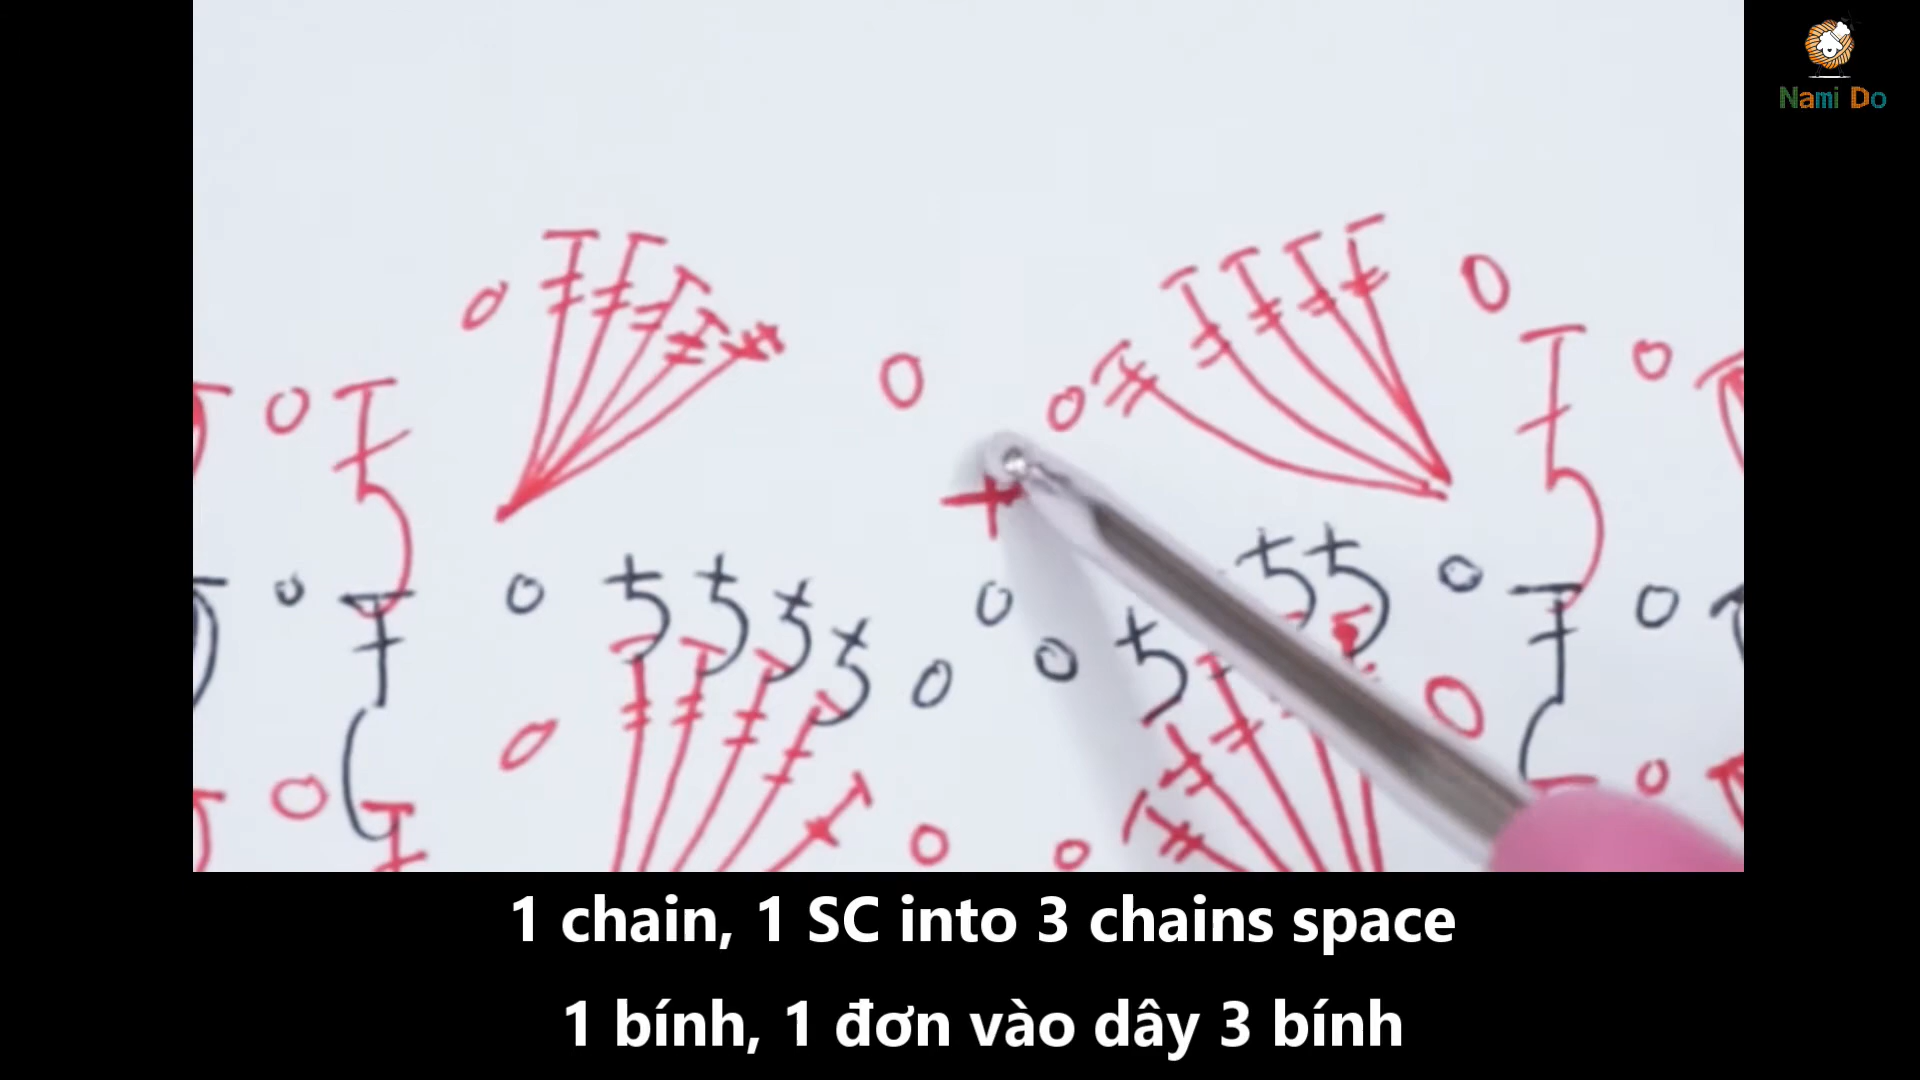 Nami Do
1 chain, 1 SC into 3 chains space
1 bính, 1 đơn vào dây 3 bính